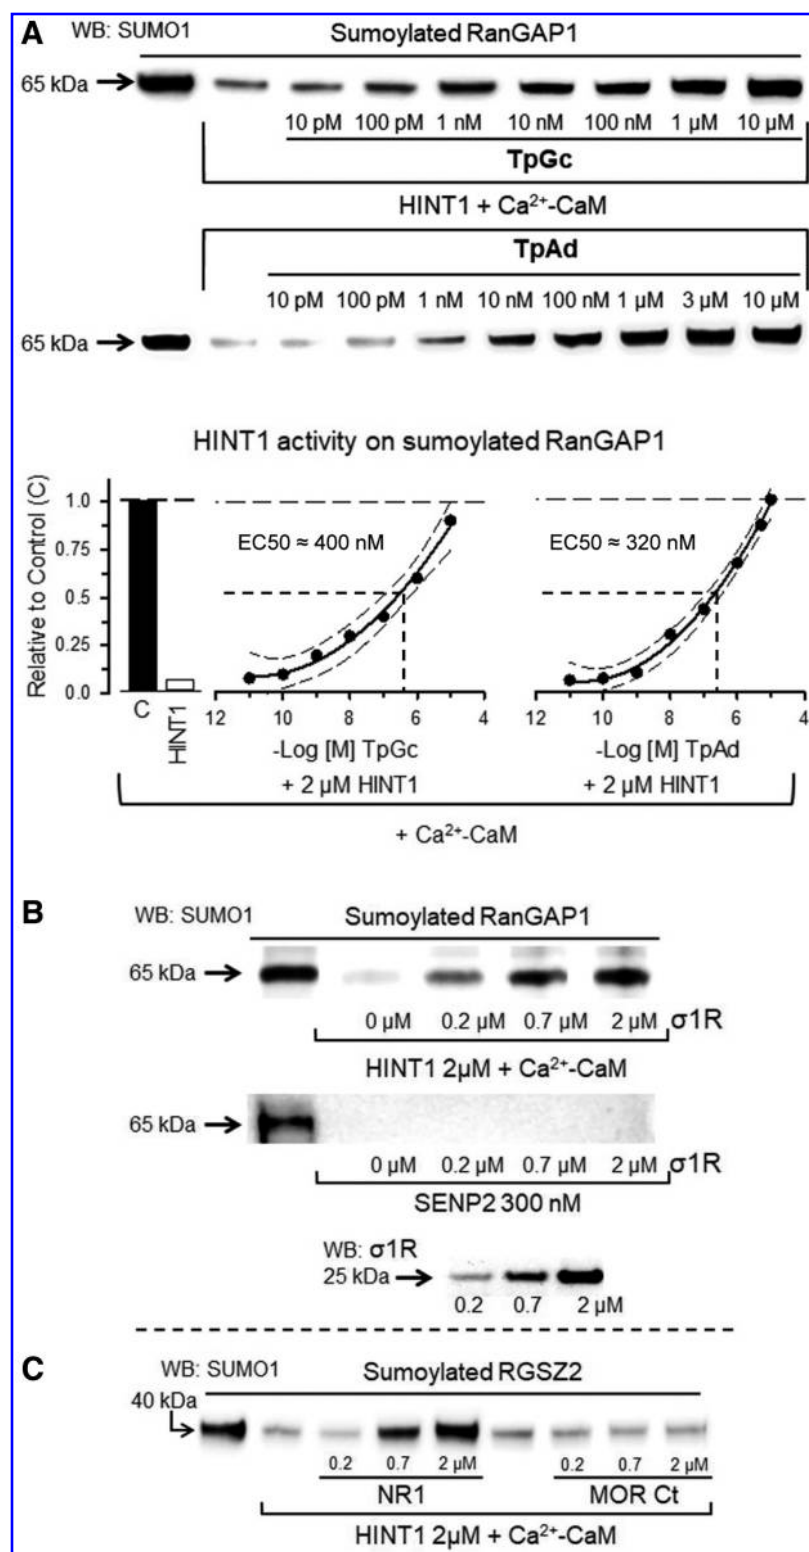 A WB: SUMO1 Sumoylated RanGAP1
65 kDa
10 pM 100 pM 1 nM 10 nM 100 nM 1 µM 10 µM
TpGc
HINT1 + Ca²⁺-CaM
TpAd
10 pM 100 pM 1 nM 10 nM 100 nM 1 µM 3 µM 10 µM
65 kDa
HINT1 activity on sumoylated RanGAP1
Relative to Control (C)
1.0
0.75
0.5
0.25
0.0
EC50 ≈ 400 nM
EC50 ≈ 320 nM
C
HINT1
12 10 8 6 4
12 10 8 6 4
-Log [M] TpGc
-Log [M] TpAd
+ 2 µM HINT1
+ 2 µM HINT1
+ Ca²⁺-CaM
B WB: SUMO1 Sumoylated RanGAP1
65 kDa
0 µM 0.2 µM 0.7 µM 2 µM σ1R
HINT1 2µM + Ca²⁺-CaM
65 kDa
0 µM 0.2 µM 0.7 µM 2 µM σ1R
SENP2 300 nM
WB: σ1R
25 kDa
0.2 0.7 2 µM
C WB: SUMO1 Sumoylated RGSZ2
40 kDa
0.2 0.7 2 µM 0.2 0.7 2 µM
NR1 MOR Ct
HINT1 2µM + Ca²⁺-CaM